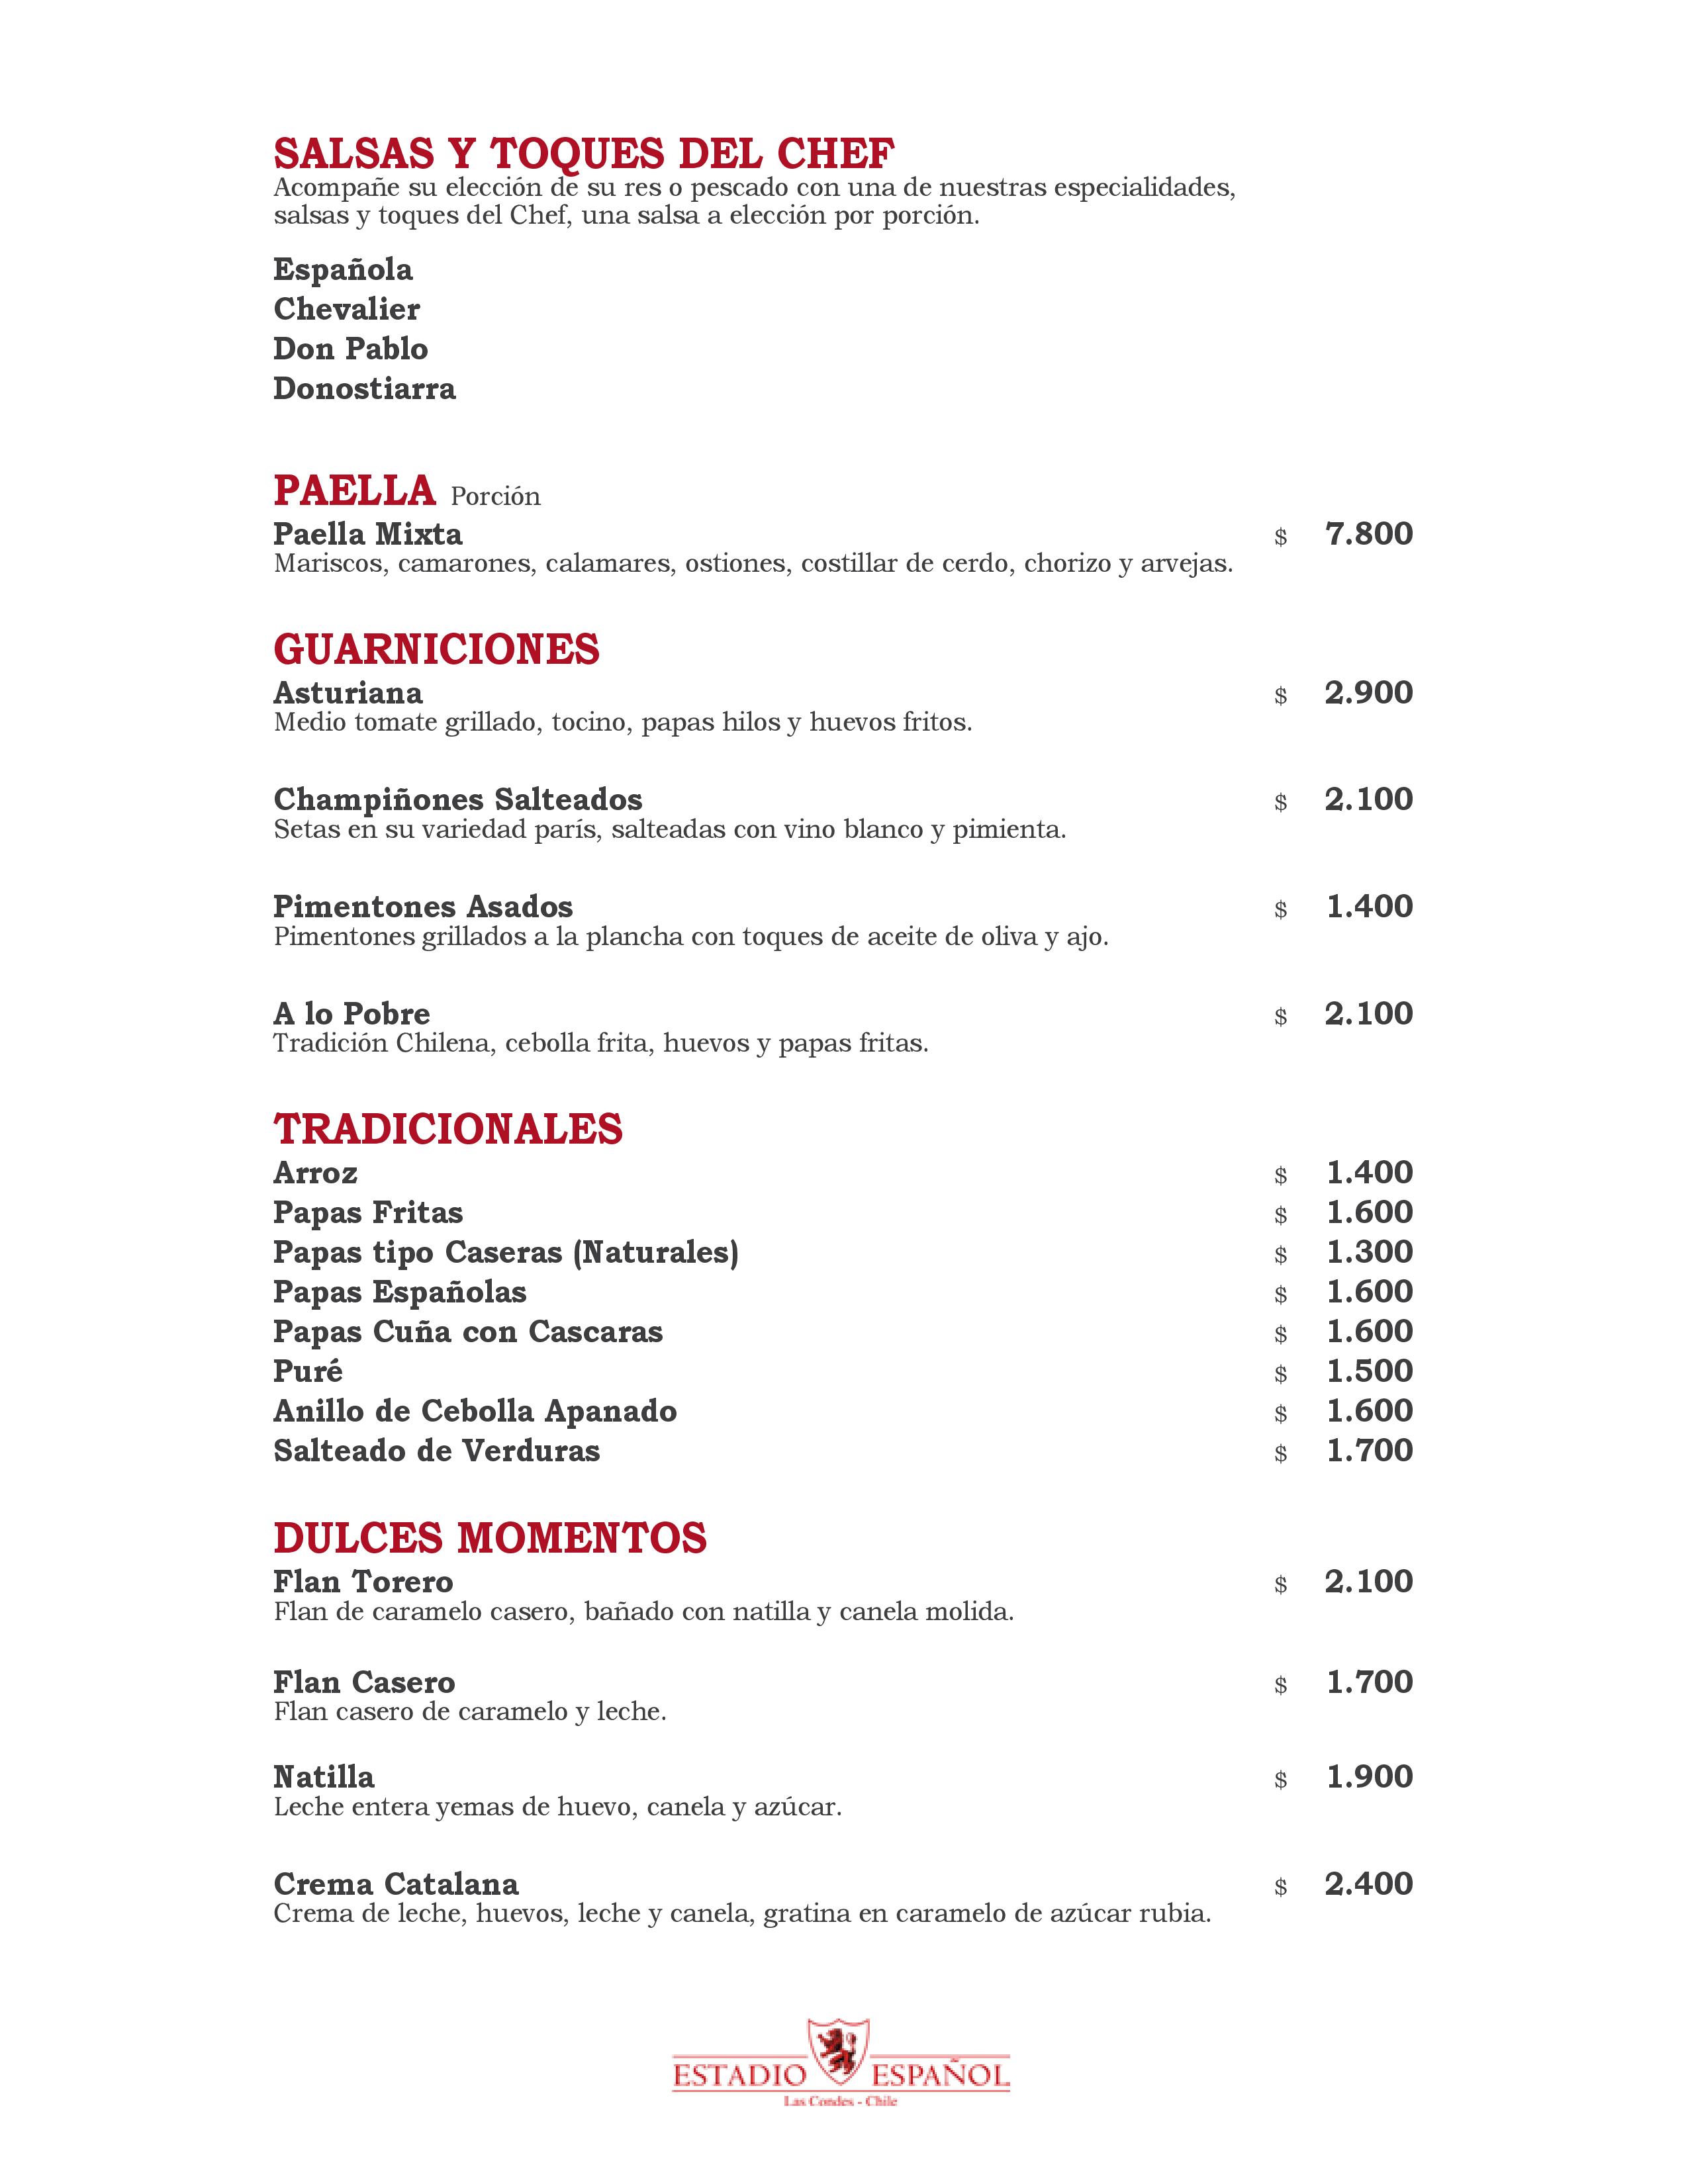 SALSAS Y TOQUES DEL CHEF
Acompañe su elección de su res o pescado con una de nuestras especialidades,
salsas y toques del Chef, una salsa a elección por porción.
Española
Chevalier
Don Pablo
Donostiarra
PAELLA Porción
Paella Mixta $ 7.800
Mariscos, camarones, calamares, ostiones, costillar de cerdo, chorizo y arvejas.
GUARNICIONES
Asturiana $ 2.900
Medio tomate grillado, tocino, papas hilos y huevos fritos.
Champiñones Salteados $ 2.100
Setas en su variedad parís, salteadas con vino blanco y pimienta.
Pimentones Asados $ 1.400
Pimentones grillados a la plancha con toques de aceite de oliva y ajo.
A lo Pobre $ 2.100
Tradición Chilena, cebolla frita, huevos y papas fritas.
TRADICIONALES
Arroz $ 1.400
Papas Fritas $ 1.600
Papas tipo Caseras (Naturales) $ 1.300
Papas Españolas $ 1.600
Papas Cuña con Cascaras $ 1.600
Puré $ 1.500
Anillo de Cebolla Apanado $ 1.600
Salteado de Verduras $ 1.700
DULCES MOMENTOS
Flan Torero $ 2.100
Flan de caramelo casero, bañado con natilla y canela molida.
Flan Casero $ 1.700
Flan casero de caramelo y leche.
Natilla $ 1.900
Leche entera yemas de huevo, canela y azúcar.
Crema Catalana $ 2.400
Crema de leche, huevos, leche y canela, gratina en caramelo de azúcar rubia.
ESTADIO ESPAÑOL
Las Condes - Chile